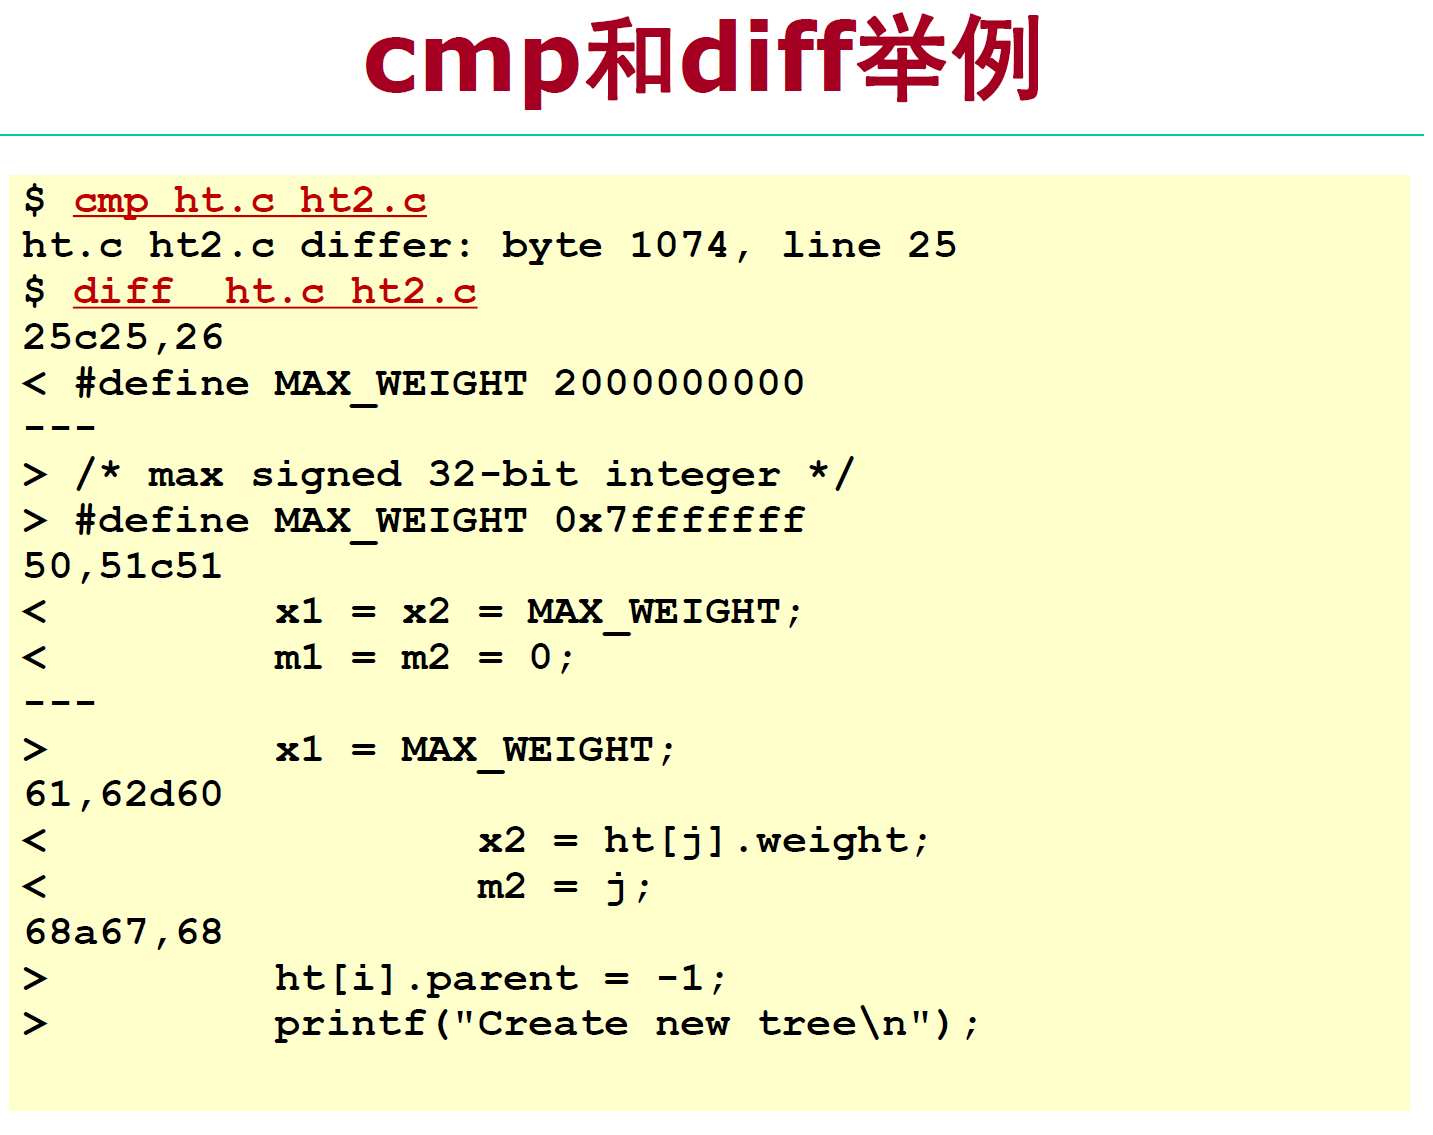 cmp和diff举例
$ cmp ht.c ht2.c
ht.c ht2.c differ: byte 1074, line 25
$ diff  ht.c ht2.c
25c25,26
< #define MAX_WEIGHT 2000000000
---
> /* max signed 32-bit integer */
> #define MAX_WEIGHT 0x7fffffff
50,51c51
<         x1 = x2 = MAX_WEIGHT;
<         m1 = m2 = 0;
---
>         x1 = MAX_WEIGHT;
61,62d60
<                 x2 = ht[j].weight;
<                 m2 = j;
68a67,68
>         ht[i].parent = -1;
>         printf("Create new tree\n");